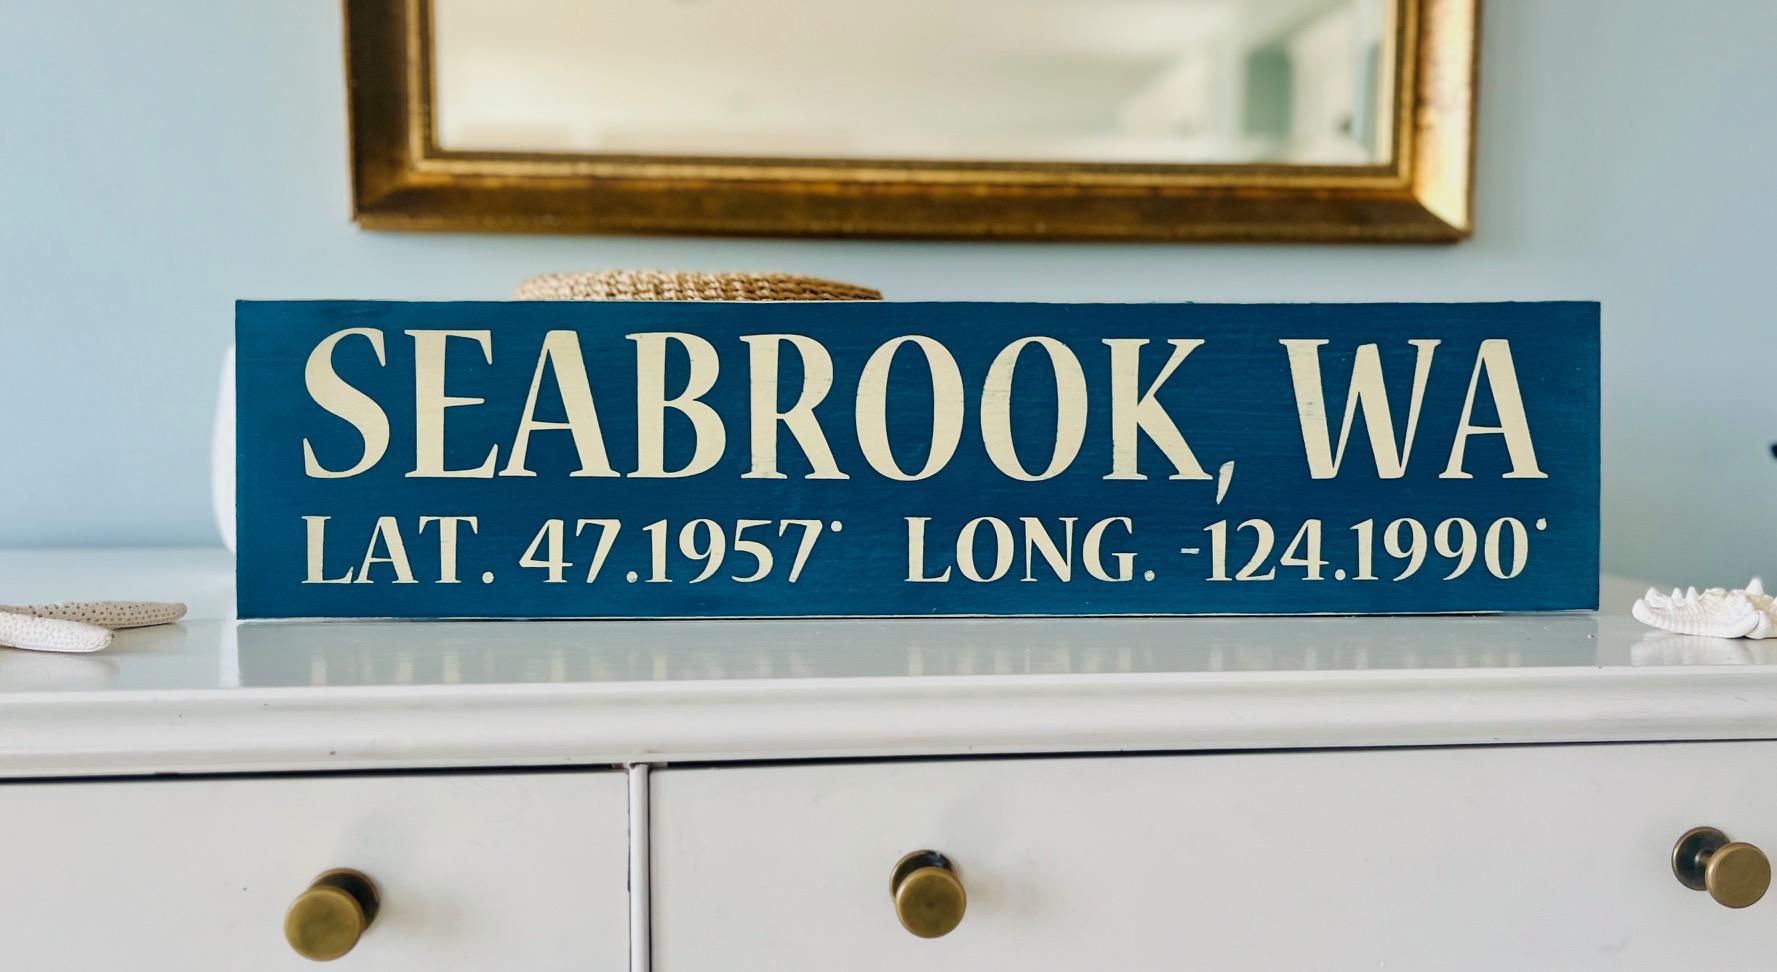 SEABROOK, WA
LAT. 47.1957° LONG. -124.1990°